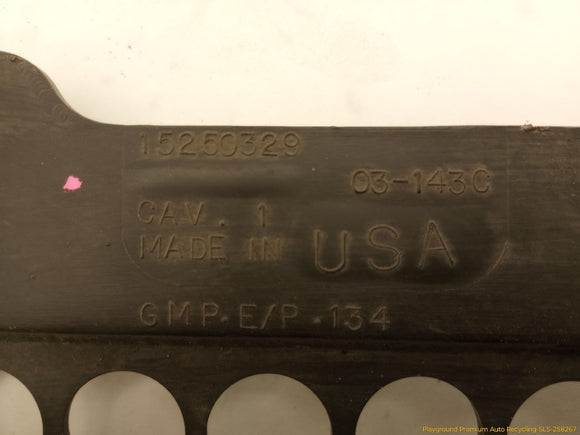 15250329
03-143C
CAV. 1
MADE IN USA
GMP.E/P.134
Playground Premium Auto Recycling-SLS-258267